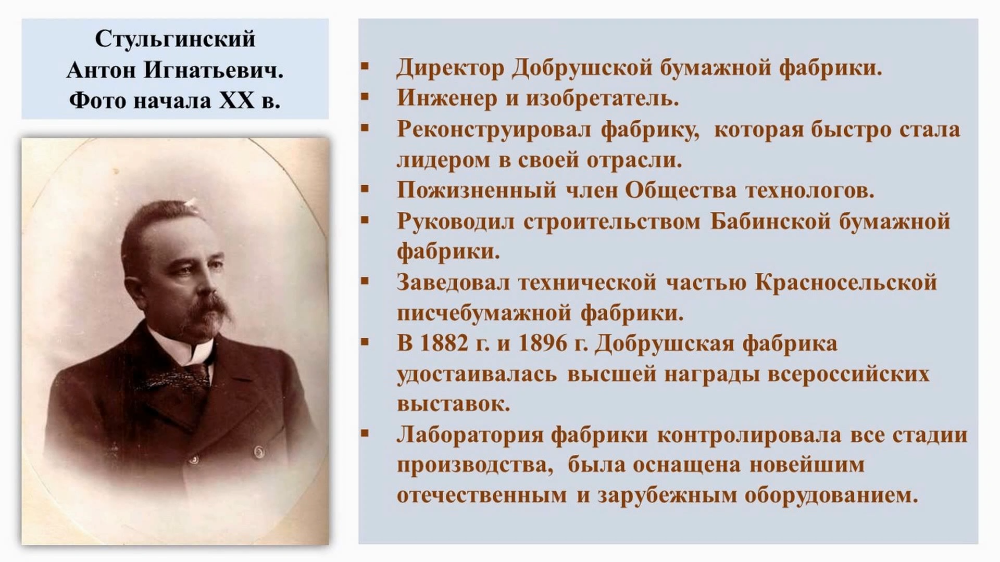 Стульгинский
Антон Игнатьевич.
Фото начала XX в.
▪ Директор Добрушской бумажной фабрики.
▪ Инженер и изобретатель.
▪ Реконструировал фабрику, которая быстро стала
лидером в своей отрасли.
▪ Пожизненный член Общества технологов.
▪ Руководил строительством Бабинской бумажной
фабрики.
▪ Заведовал технической частью Красносельской
писчебумажной фабрики.
▪ В 1882 г. и 1896 г. Добрушская фабрика
удостаивалась высшей награды всероссийских
выставок.
▪ Лаборатория фабрики контролировала все стадии
производства, была оснащена новейшим
отечественным и зарубежным оборудованием.